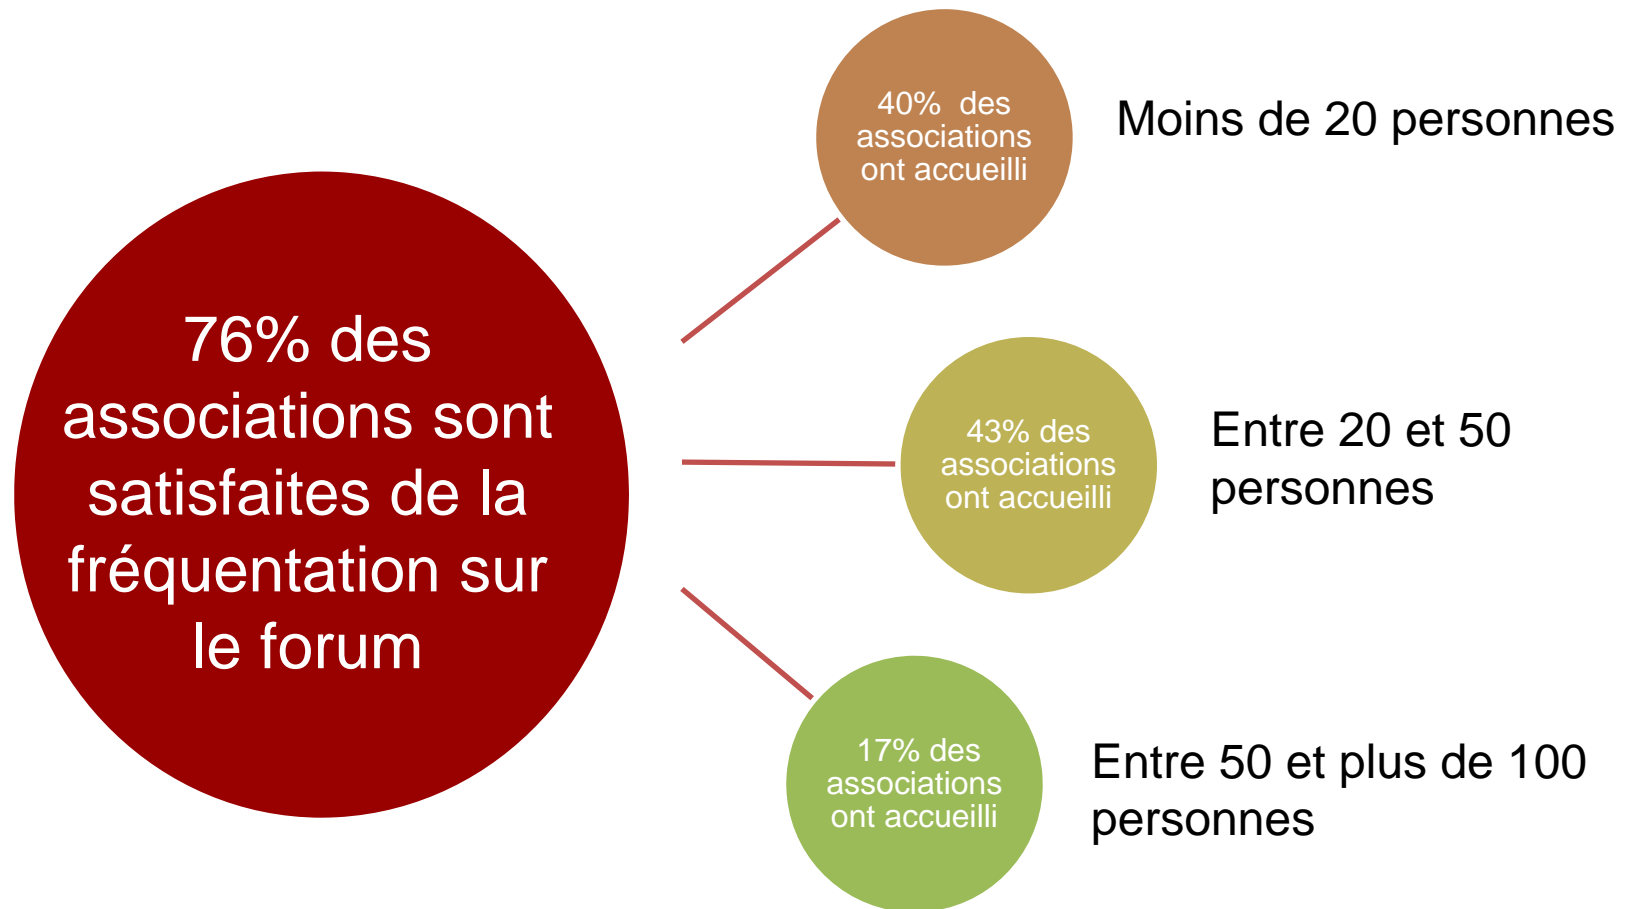 76% des
associations sont
satisfaites de la
fréquentation sur
le forum
40% des
associations
ont accueilli
Moins de 20 personnes
43% des
associations
ont accueilli
Entre 20 et 50
personnes
17% des
associations
ont accueilli
Entre 50 et plus de 100
personnes